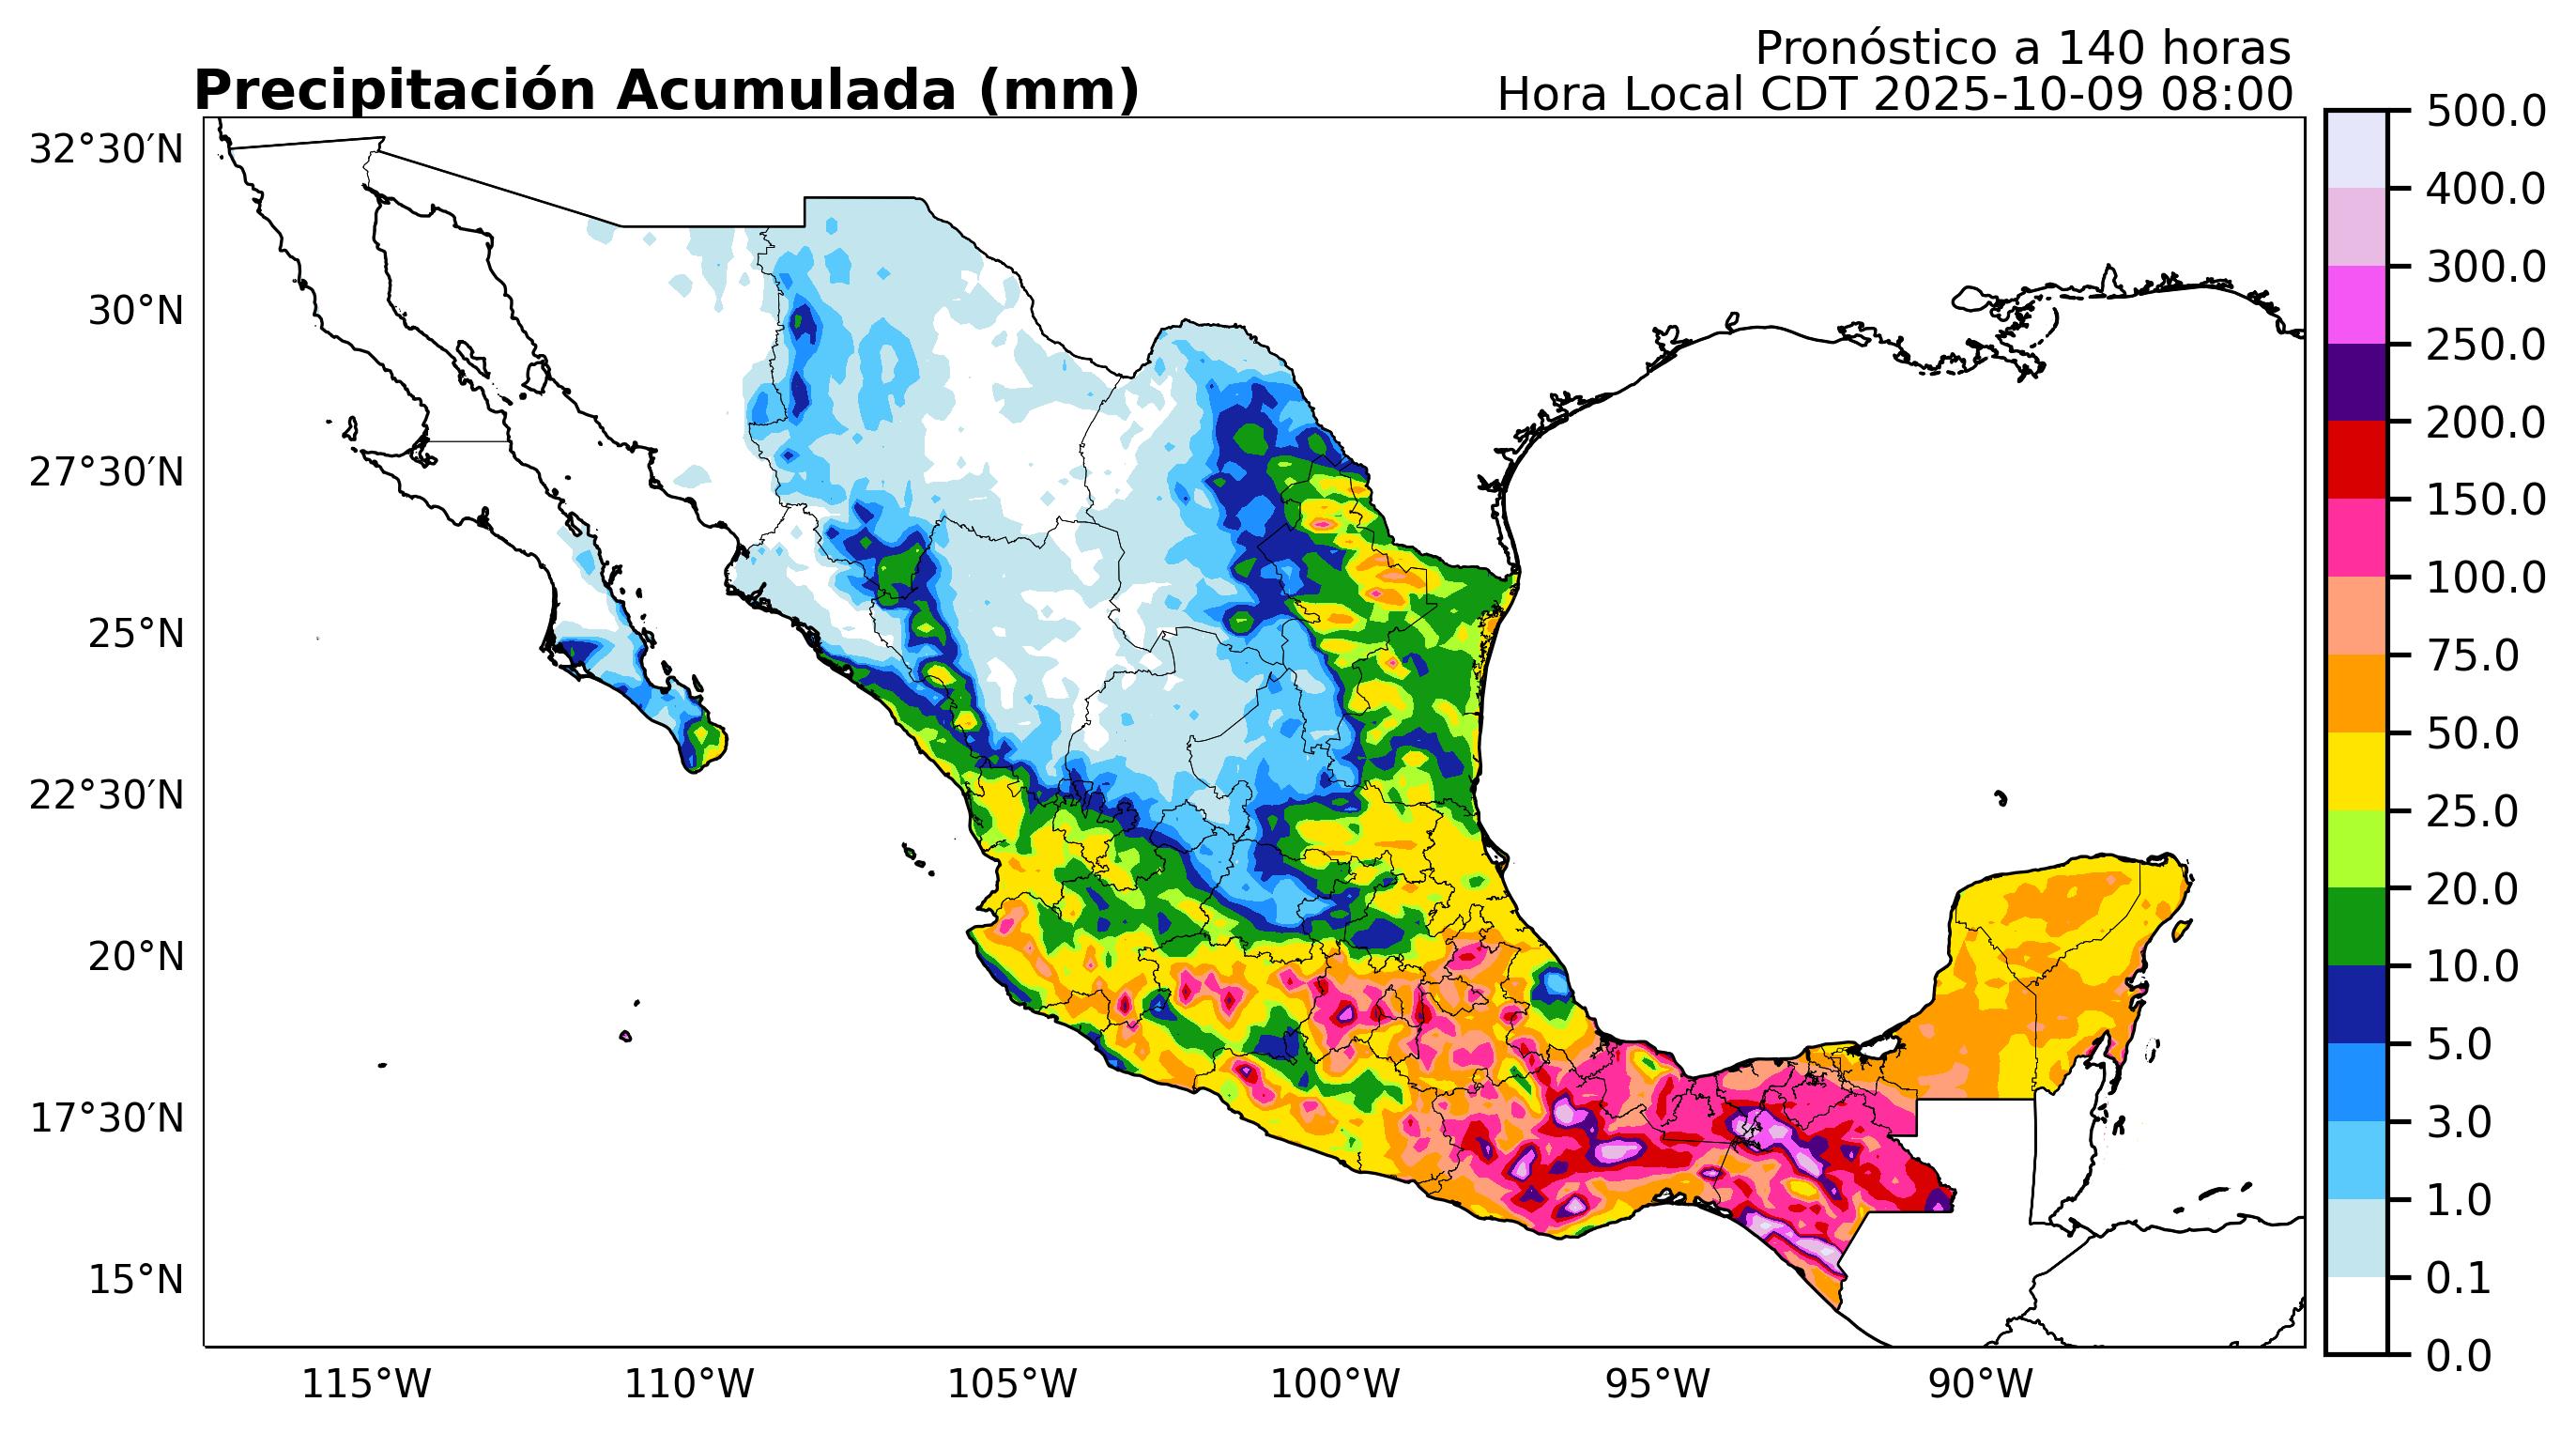 Pronóstico a 140 horas
Precipitación Acumulada (mm)
Hora Local CDT 2025-10-09 08:00
32°30′N
30°N
27°30′N
25°N
22°30′N
20°N
17°30′N
15°N
115°W
110°W
105°W
100°W
95°W
90°W
500.0
400.0
300.0
250.0
200.0
150.0
100.0
75.0
50.0
25.0
20.0
10.0
5.0
3.0
1.0
0.1
0.0